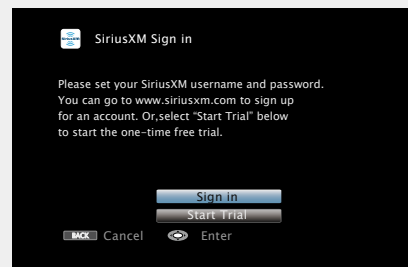 SiriusXM Sign in
Please set your SiriusXM username and password.
You can go to www.siriusxm.com to sign up
for an account. Or,select “Start Trial” below
to start the one-time free trial.
Sign in
Start Trial
BACK Cancel Enter